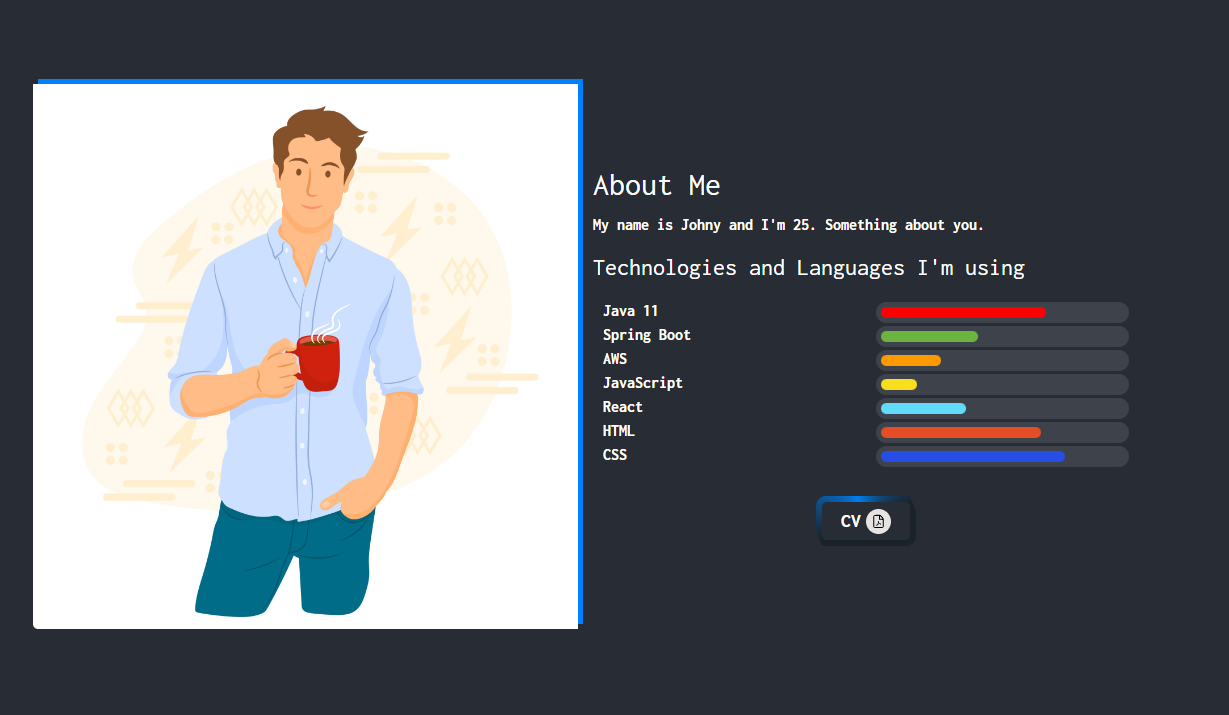 About Me
My name is Johny and I'm 25. Something about you.
Technologies and Languages I'm using
Java 11
Spring Boot
AWS
JavaScript
React
HTML
CSS
CV